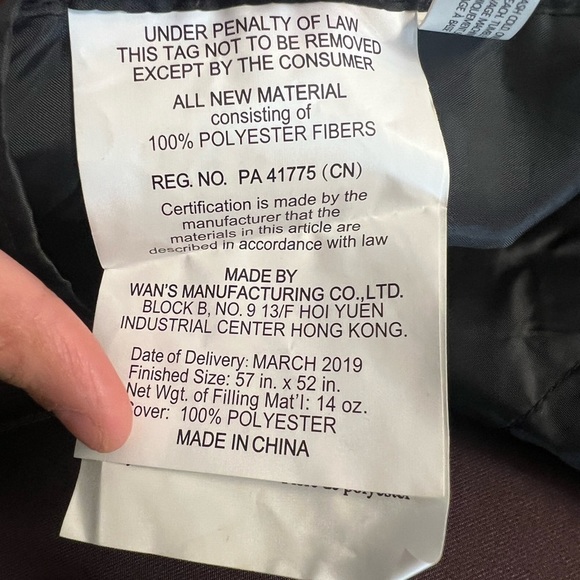 UNDER PENALTY OF LAW
THIS TAG NOT TO BE REMOVED
EXCEPT BY THE CONSUMER
ALL NEW MATERIAL
consisting of
100% POLYESTER FIBERS
REG. NO. PA 41775 (CN)
Certification is made by the
manufacturer that the
materials in this article are
described in accordance with law
MADE BY
WAN'S MANUFACTURING CO.,LTD.
BLOCK B, NO. 9 13/F HOI YUEN
INDUSTRIAL CENTER HONG KONG.
Date of Delivery: MARCH 2019
Finished Size: 57 in. x 52 in.
Net Wgt. of Filling Mat'l: 14 oz.
Cover: 100% POLYESTER
MADE IN CHINA
polyester